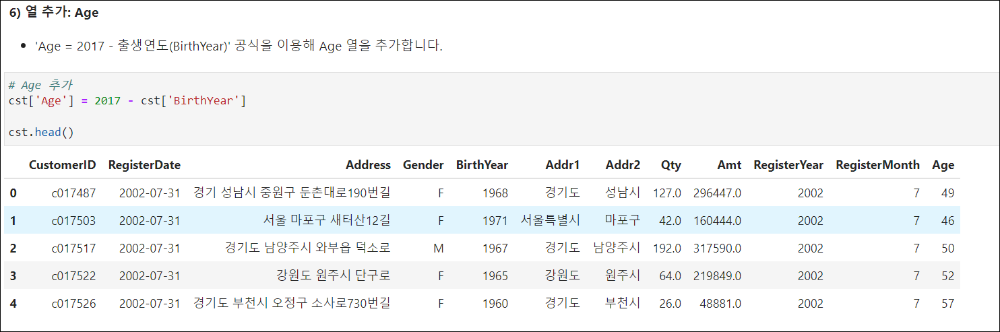 6) 열 추가: Age
• 'Age = 2017 - 출생연도(BirthYear)' 공식을 이용해 Age 열을 추가합니다.
# Age 추가
cst['Age'] = 2017 - cst['BirthYear']
cst.head()
CustomerID RegisterDate Address Gender BirthYear Addr1 Addr2 Qty Amt RegisterYear RegisterMonth Age
0 c017487 2002-07-31 경기 성남시 중원구 둔촌대로190번길 F 1968 경기도 성남시 127.0 296447.0 2002 7 49
1 c017503 2002-07-31 서울 마포구 새터산12길 F 1971 서울특별시 마포구 42.0 160444.0 2002 7 46
2 c017517 2002-07-31 경기도 남양주시 와부읍 덕소로 M 1967 경기도 남양주시 192.0 317590.0 2002 7 50
3 c017522 2002-07-31 강원도 원주시 단구로 F 1965 강원도 원주시 64.0 219849.0 2002 7 52
4 c017526 2002-07-31 경기도 부천시 오정구 소사로730번길 F 1960 경기도 부천시 26.0 48881.0 2002 7 57